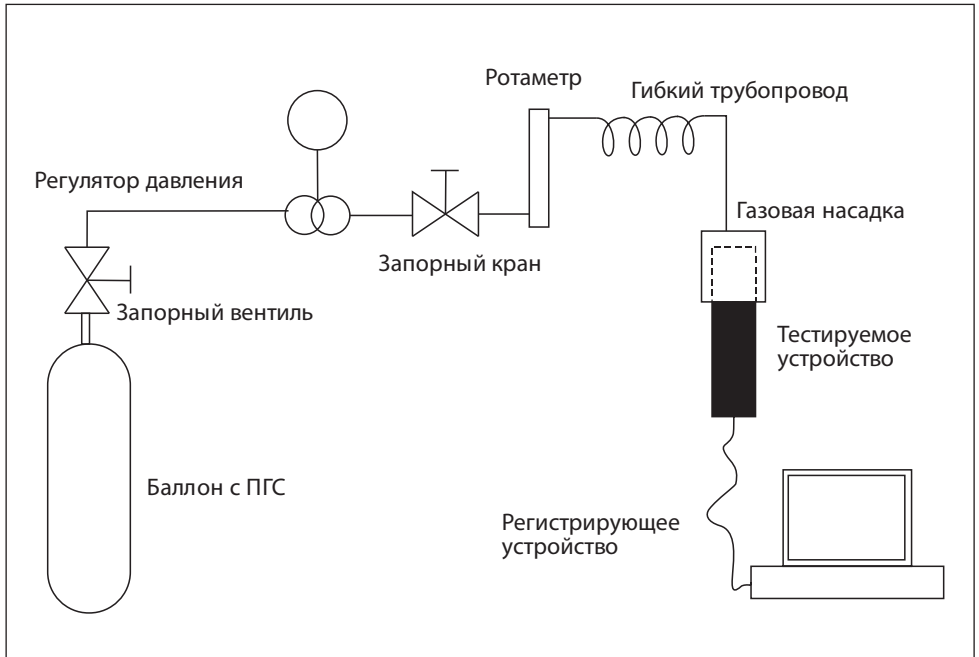 Ротаметр
Гибкий трубопровод
Регулятор давления
Газовая насадка
Запорный кран
Запорный вентиль
Тестируемое
устройство
Баллон с ПГС
Регистрирующее
устройство